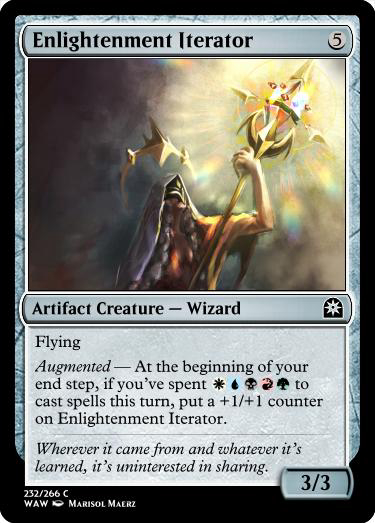 Enlightenment Iterator 5
Artifact Creature — Wizard
Flying
Augmented — At the beginning of your
end step, if you've spent to
cast spells this turn, put a +1/+1 counter
on Enlightenment Iterator.
Wherever it came from and whatever it's
learned, it's uninterested in sharing.
3/3
232/266 C
WAW Marisol Maerz